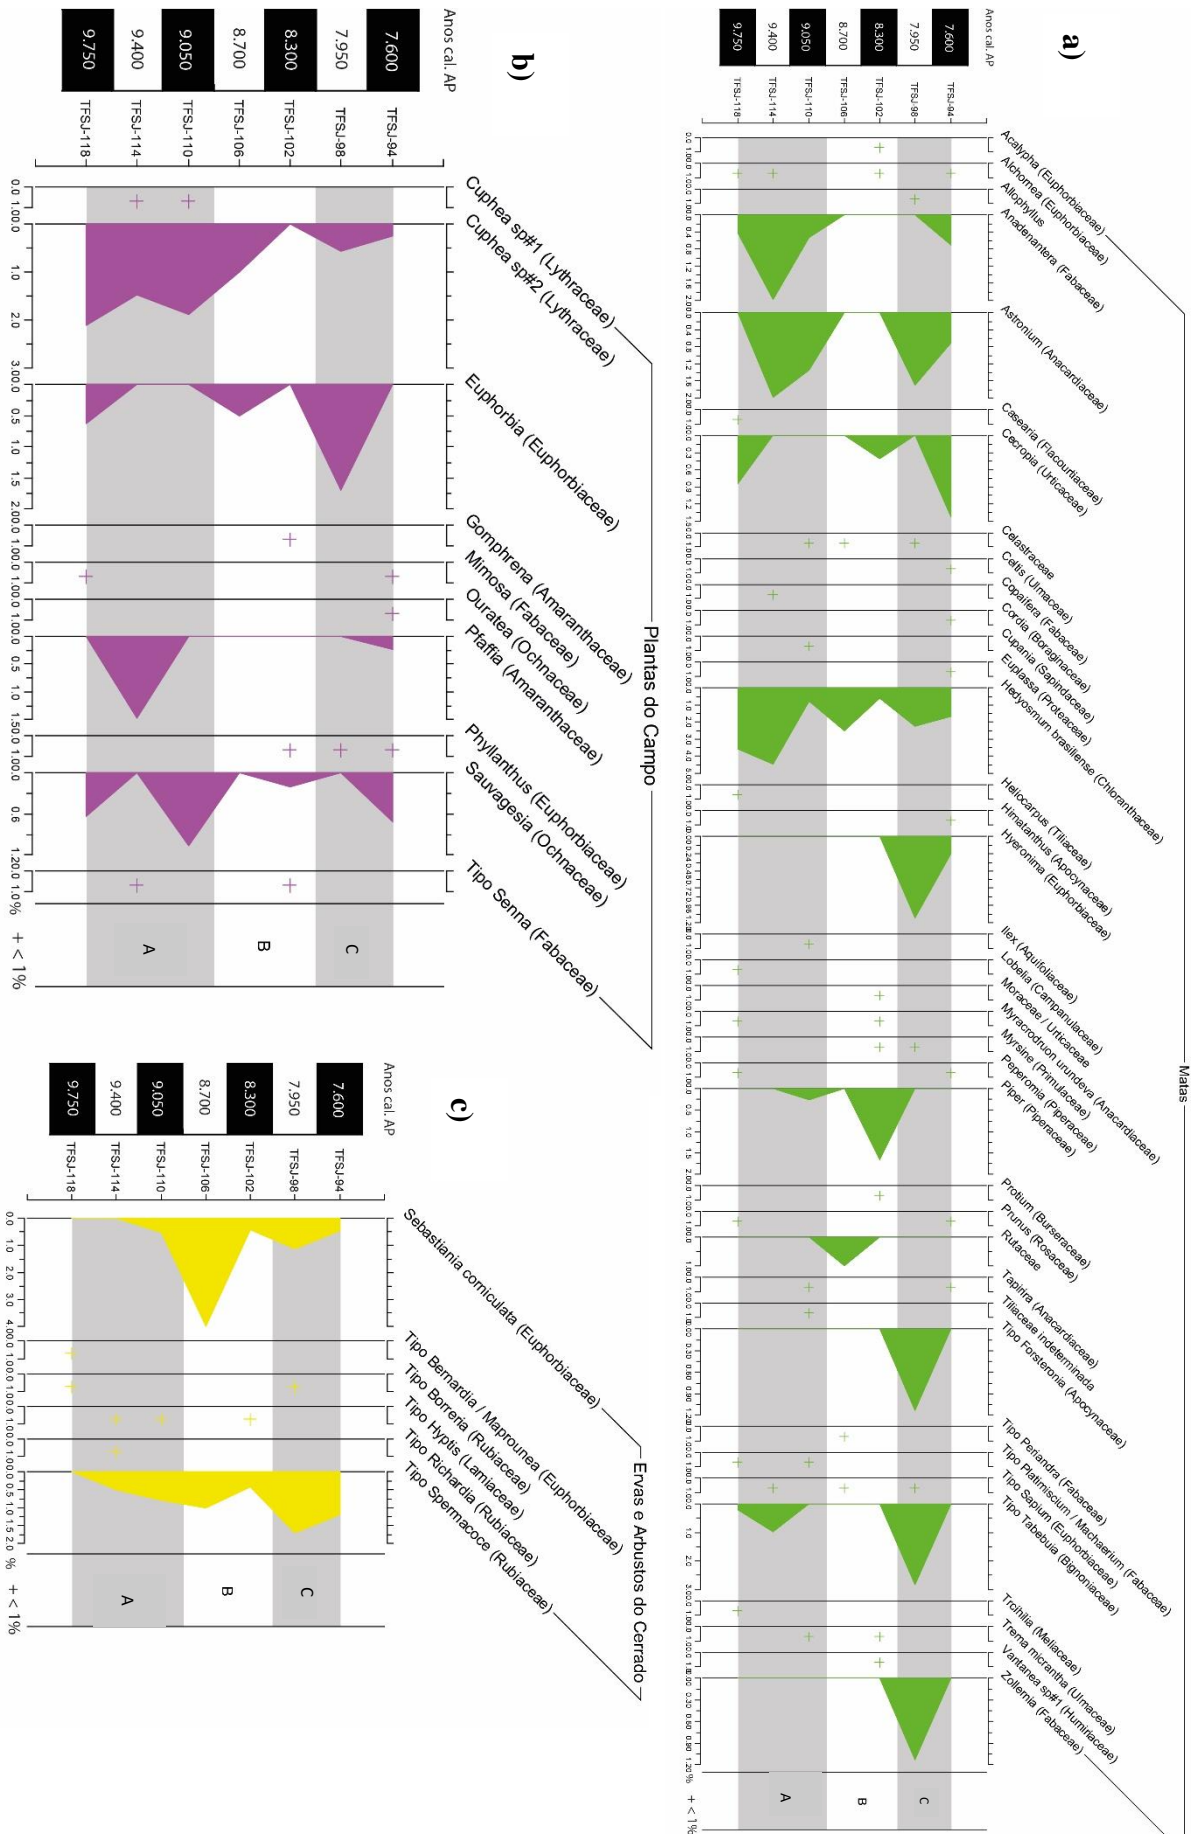 a)
Anos cal. AP
7.600
7.950
8.300
8.700
9.050
9.400
9.750
TFSJ-94
TFSJ-98
TFSJ-102
TFSJ-106
TFSJ-110
TFSJ-114
TFSJ-118
Matas
Acalypha (Euphorbiaceae)
Alchornea (Euphorbiaceae)
Allophyllus
Anadenantera (Fabaceae)
Astronium (Anacardiaceae)
Casearia (Flacourtiaceae)
Cecropia (Urticaceae)
Celastraceae
Celtis (Ulmaceae)
Copaifera (Fabaceae)
Cordia (Boraginaceae)
Cupania (Sapindaceae)
Euplassa (Proteaceae)
Hedyosmum brasiliense (Chloranthaceae)
Heliocarpus (Tiliaceae)
Himatanthus (Apocynaceae)
Hyeronima (Euphorbiaceae)
Ilex (Aquifoliaceae)
Lobelia (Campanulaceae)
Moraceae / Urticaceae
Myracrodruon urundeva (Anacardiaceae)
Myrsine (Primulaceae)
Peperomia (Piperaceae)
Piper (Piperaceae)
Protium (Burseraceae)
Prunus (Rosaceae)
Rutaceae
Tapirira (Anacardiaceae)
Tiliaceae indeterminada
Tipo Forsteronia (Apocynaceae)
Tipo Periandra (Fabaceae)
Tipo Platimiscium / Machaerium (Fabaceae)
Tipo Sapium (Euphorbiaceae)
Tipo Tabebuia (Bignoniaceae)
Trcihilia (Meliaceae)
Trema micrantha (Ulmaceae)
Vantanea sp#1 (Humiriaceae)
Zollernia (Fabaceae)
C
B
A
% + < 1%
b)
Anos cal. AP
7.600
7.950
8.300
8.700
9.050
9.400
9.750
TFSJ-94
TFSJ-98
TFSJ-102
TFSJ-106
TFSJ-110
TFSJ-114
TFSJ-118
Plantas do Campo
Cuphea sp#1 (Lythraceae)
Cuphea sp#2 (Lythraceae)
Euphorbia (Euphorbiaceae)
Gomphrena (Amaranthaceae)
Mimosa (Fabaceae)
Ouratea (Ochnaceae)
Pfaffia (Amaranthaceae)
Phyllanthus (Euphorbiaceae)
Sauvagesia (Ochnaceae)
Tipo Senna (Fabaceae)
C
B
A
% + < 1%
c)
Anos cal. AP
7.600
7.950
8.300
8.700
9.050
9.400
9.750
TFSJ-94
TFSJ-98
TFSJ-102
TFSJ-106
TFSJ-110
TFSJ-114
TFSJ-118
Ervas e Arbustos do Cerrado
Sebastiania corniculata (Euphorbiaceae)
Tipo Bernardia / Maprounea (Euphorbiaceae)
Tipo Borreria (Rubiaceae)
Tipo Hyptis (Lamiaceae)
Tipo Richardia (Rubiaceae)
Tipo Spermacoce (Rubiaceae)
C
B
A
% + < 1%